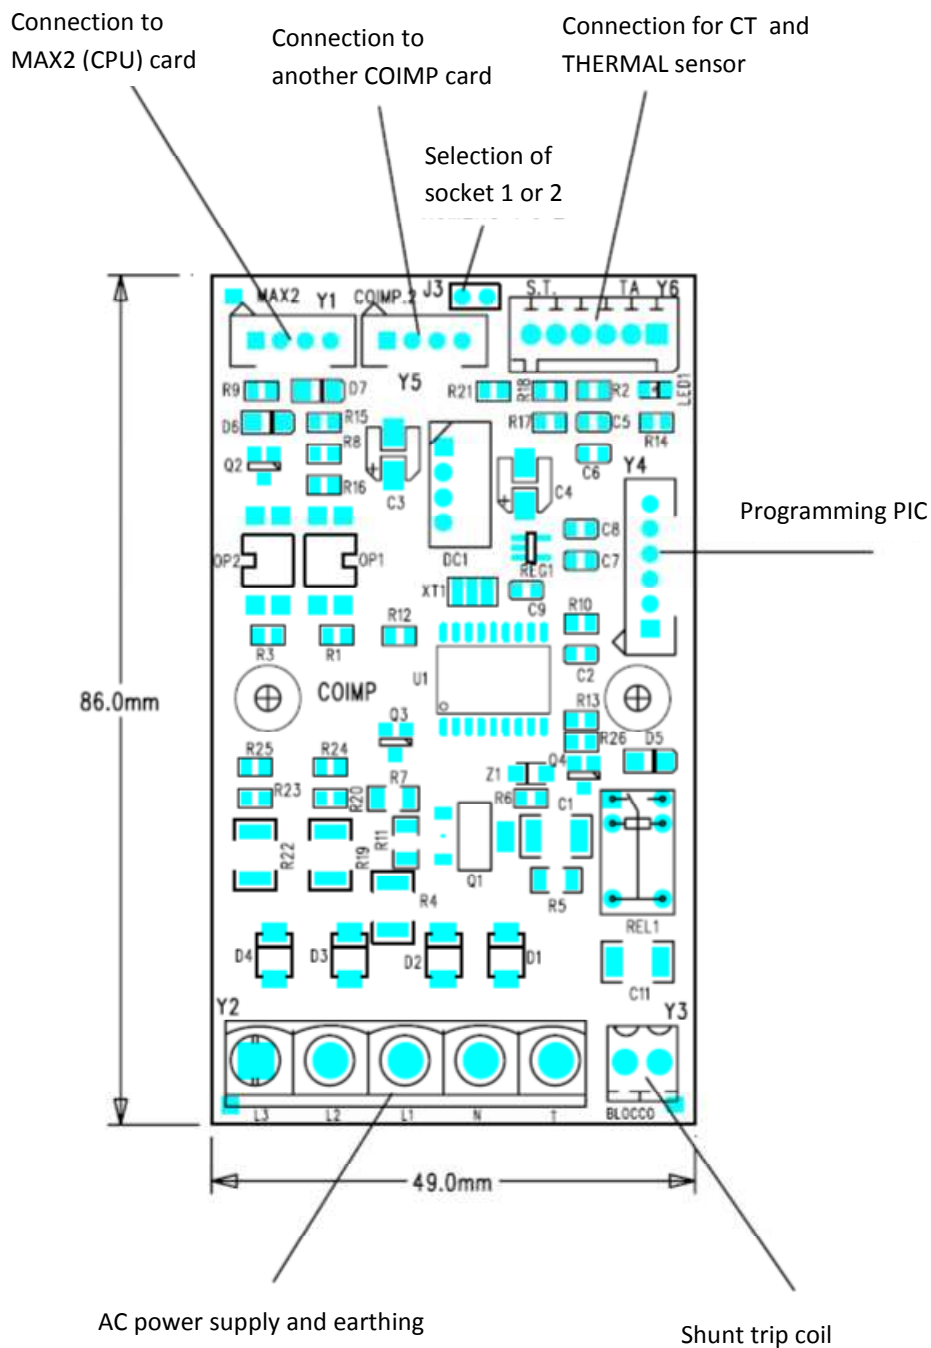 Connection to
MAX2 (CPU) card
Connection to
another COIMP card
Connection for CT and
THERMAL sensor
Selection of
socket 1 or 2
MAX2 Y1 COIMP.2 J3 S.T. TA Y6
R9 D7 Y5 R21 R18 R2 LED1
D6 R15 R17 C5 R14
Q2 R8 C6 Y4
R16 C3 C4
Programming PIC
C8
OP2 OP1 DC1 REG1 C7
XT1 C9
R12 R10
R3 R1 C2
U1
COIMP
86.0mm
R13
Q3 R26 D5
R25 R24 Q4
R7 Z1
R23 R20 R6 C1
R22 R19 R11
Q1
R4 R5
REL1
D4 D3 D2 D1
C11
Y2 Y3
L3 L2 L1 N T BLOCCO
49.0mm
AC power supply and earthing
Shunt trip coil